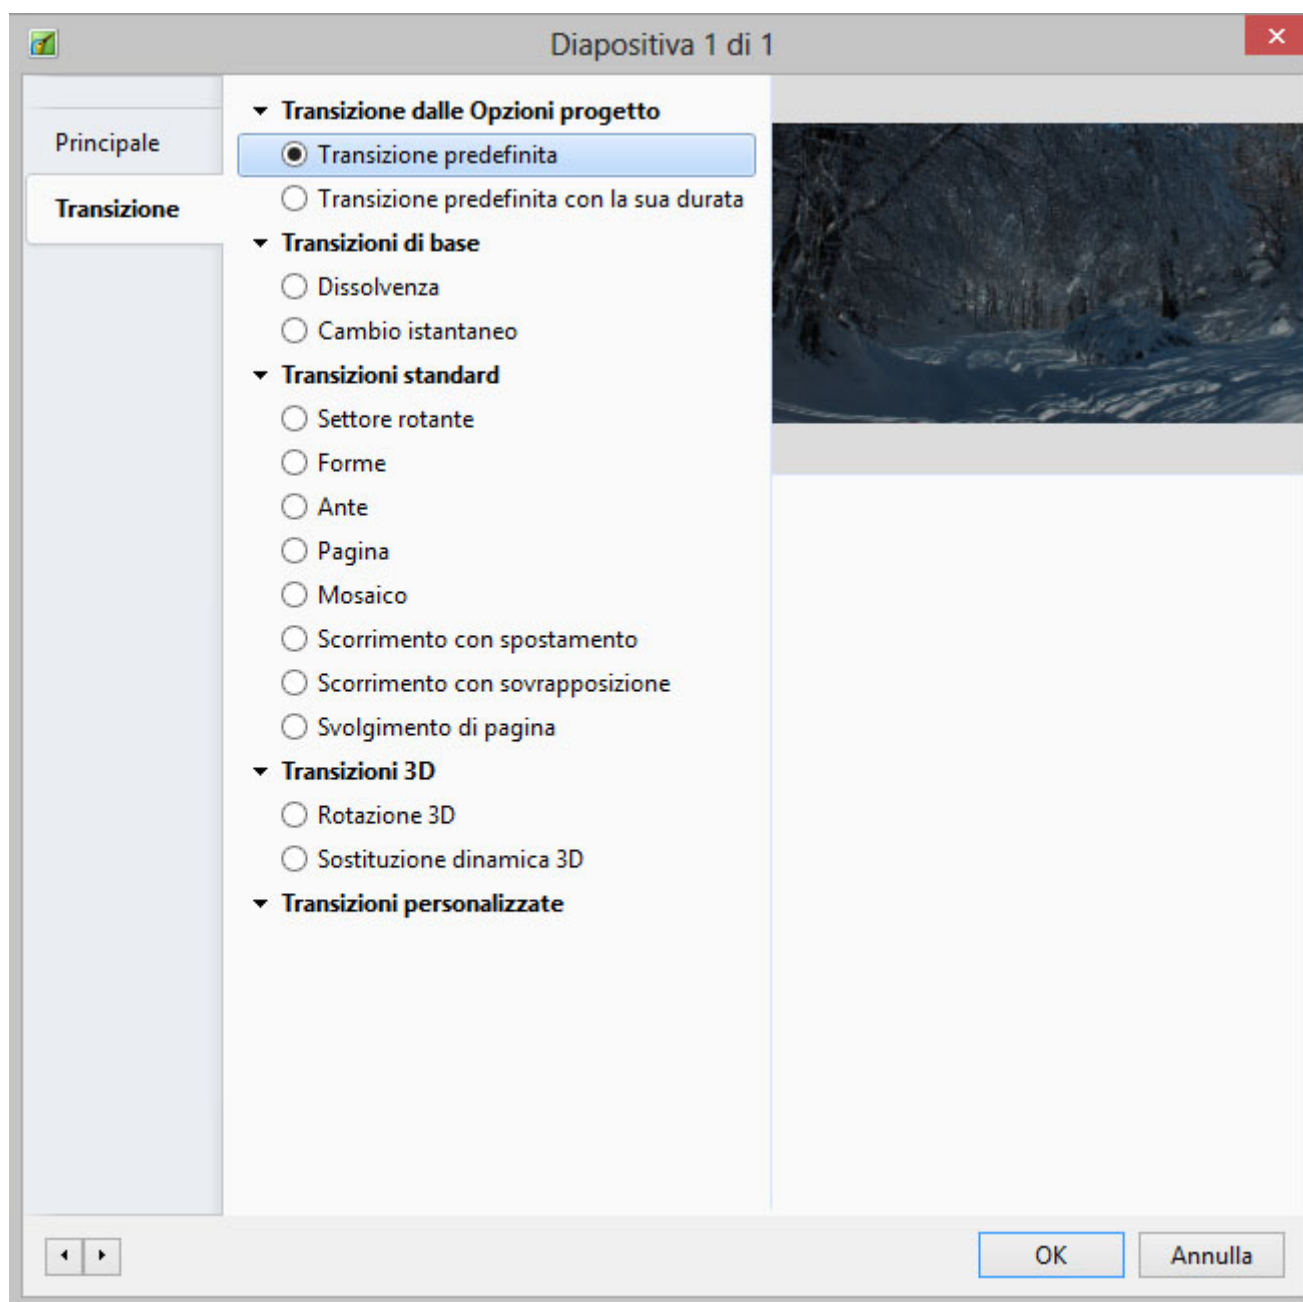 Diapositiva 1 di 1
Principale
Transizione
Transizione dalle Opzioni progetto
Transizione predefinita
Transizione predefinita con la sua durata
Transizioni di base
Dissolvenza
Cambio istantaneo
Transizioni standard
Settore rotante
Forme
Ante
Pagina
Mosaico
Scorrimento con spostamento
Scorrimento con sovrapposizione
Svolgimento di pagina
Transizioni 3D
Rotazione 3D
Sostituzione dinamica 3D
Transizioni personalizzate
OK
Annulla